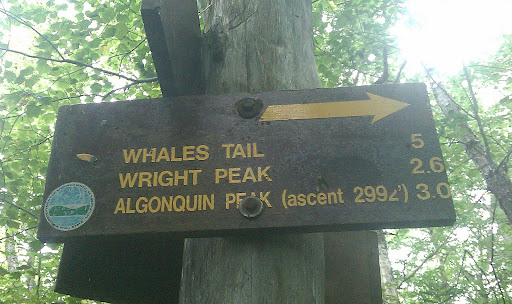 WHALES TAIL 5
WRIGHT PEAK 2.6
ALGONQUIN PEAK (ascent 2992') 3.0